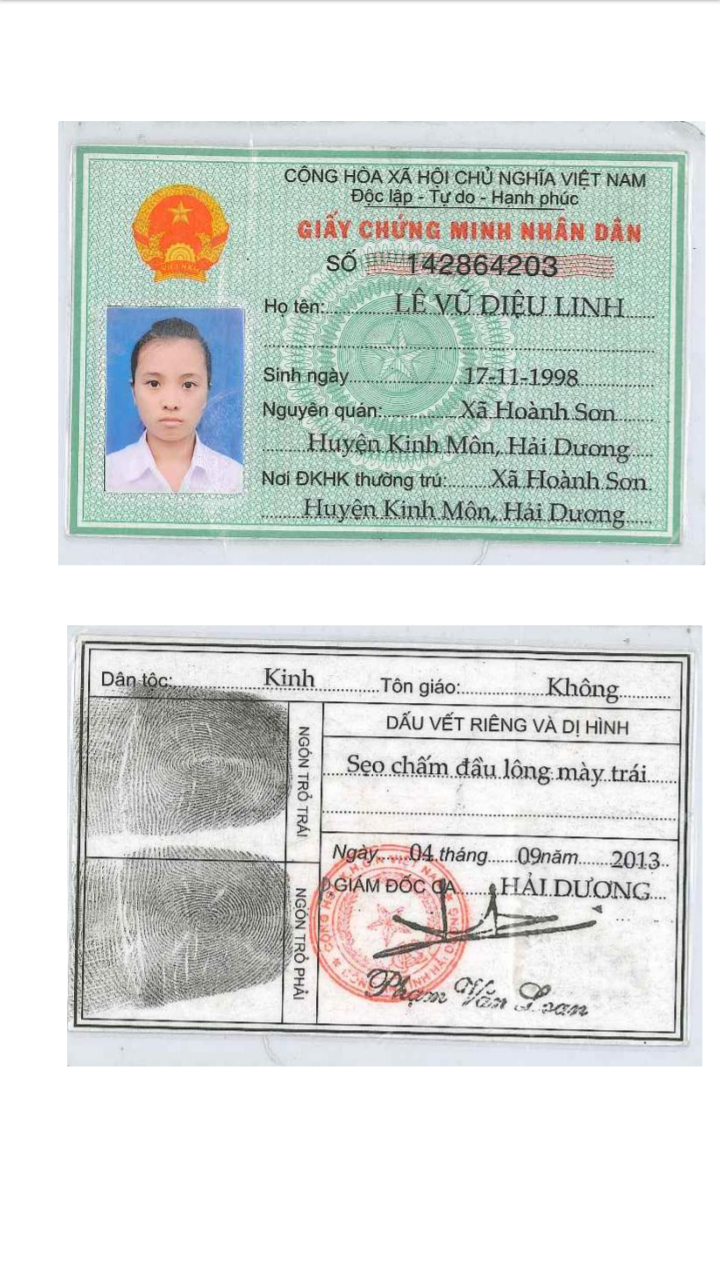 CỘNG HÒA XÃ HỘI CHỦ NGHĨA VIỆT NAM
Độc lập - Tự do - Hạnh phúc
GIẤY CHỨNG MINH NHÂN DÂN
SỐ 142864203
Họ tên: LÊ VŨ DIỆU LINH
Sinh ngày 17-11-1998
Nguyên quán: Xã Hoành Sơn
Huyện Kinh Môn, Hải Dương
Nơi ĐKHK thường trú: Xã Hoành Sơn
Huyện Kinh Môn, Hải Dương
VIỆT NAM
Dân tộc: Kinh Tôn giáo: Không
NGÓN TRỎ TRÁI
NGÓN TRỎ PHẢI
DẤU VẾT RIÊNG VÀ DỊ HÌNH
Sẹo chấm đầu lông mày trái
Ngày 04 tháng 09 năm 2013
GIÁM ĐỐC CA HẢI DƯƠNG
Phạm Văn Loan